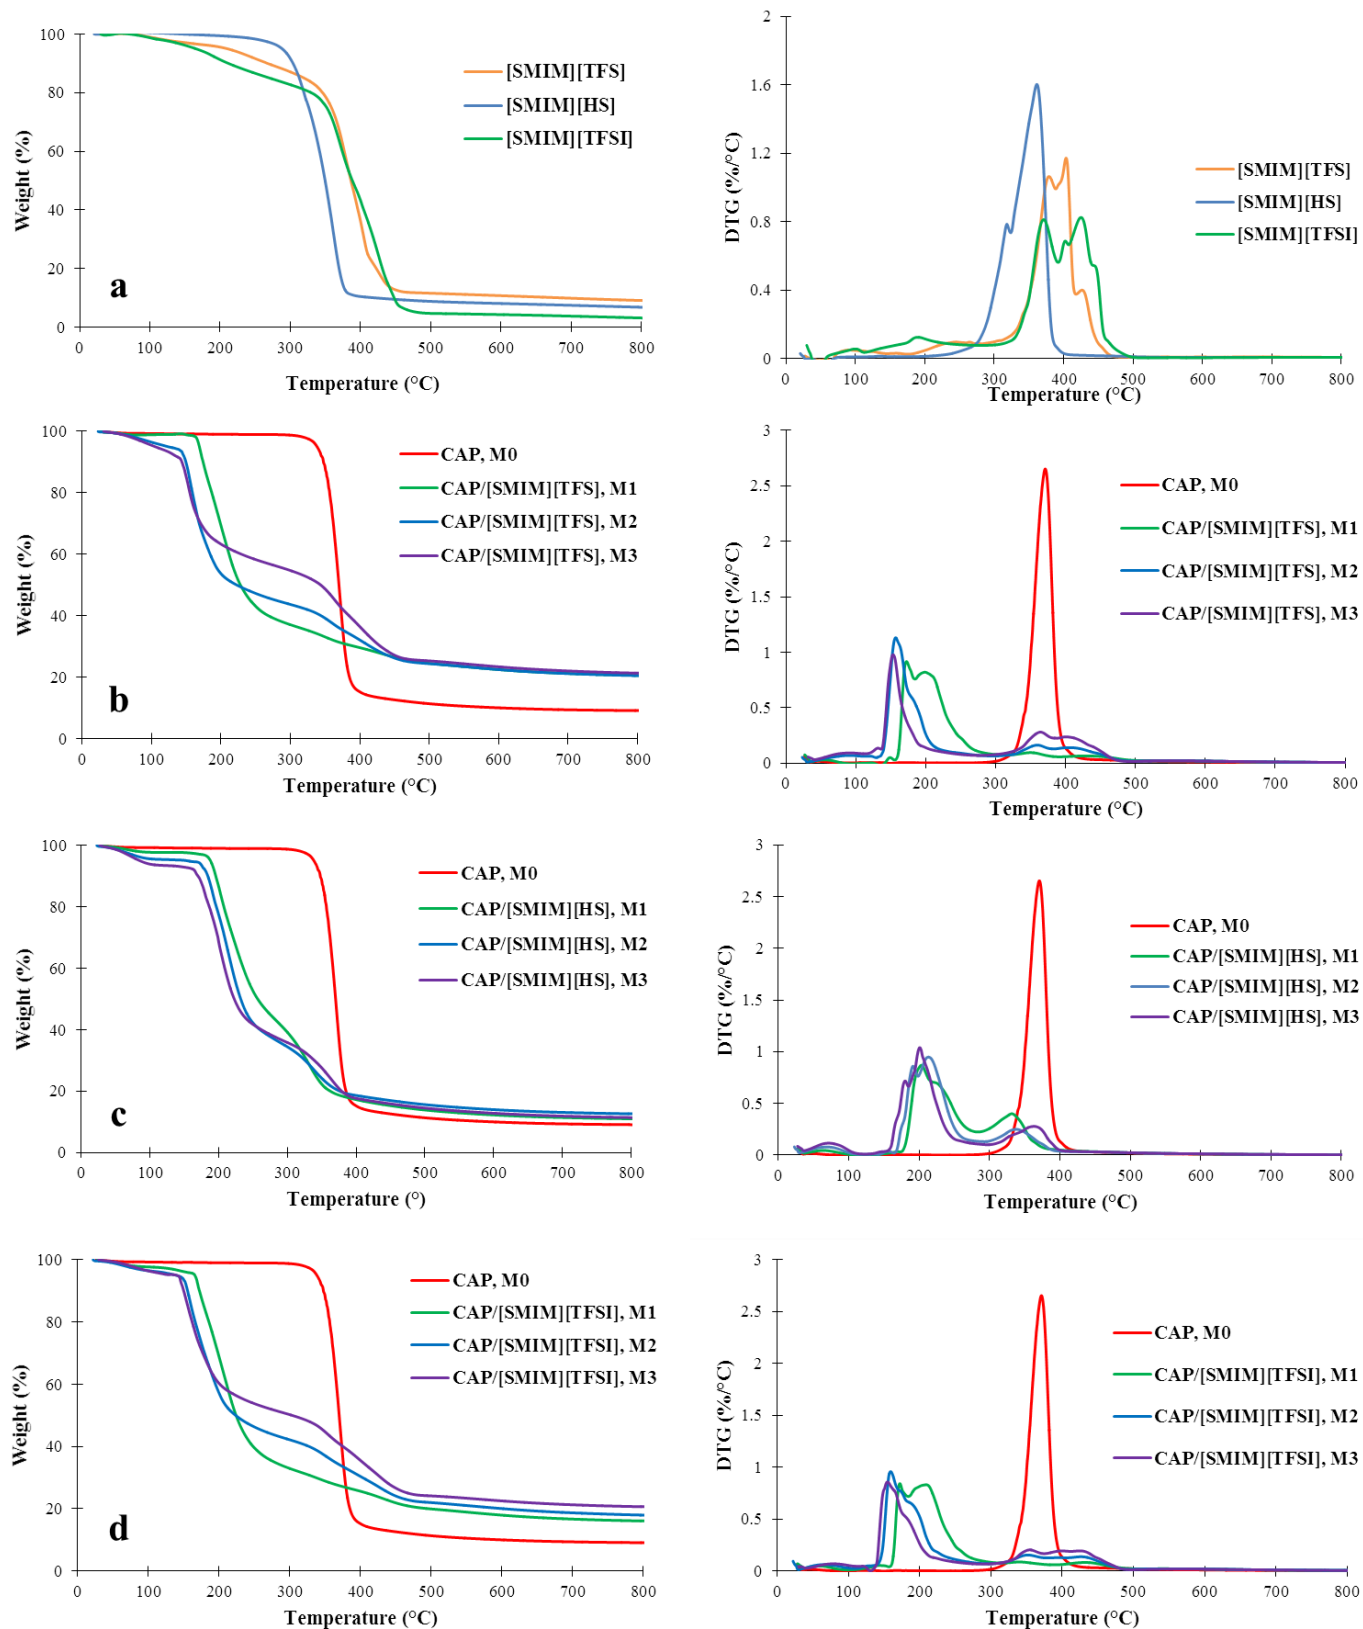 100
80
60
40
20
0
0 100 200 300 400 500 600 700 800
Weight (%)
Temperature (°C)
[SMIM][TFS]
[SMIM][HS]
[SMIM][TFSI]
a
2
1.6
1.2
0.8
0.4
0
0 100 200 300 400 500 600 700 800
DTG (%/°C)
Temperature (°C)
[SMIM][TFS]
[SMIM][HS]
[SMIM][TFSI]
100
80
60
40
20
0
0 100 200 300 400 500 600 700 800
Weight (%)
Temperature (°C)
CAP, M0
CAP/[SMIM][TFS], M1
CAP/[SMIM][TFS], M2
CAP/[SMIM][TFS], M3
b
3
2.5
2
1.5
1
0.5
0
0 100 200 300 400 500 600 700 800
DTG (%/°C)
Temperature (°C)
CAP, M0
CAP/[SMIM][TFS], M1
CAP/[SMIM][TFS], M2
CAP/[SMIM][TFS], M3
100
80
60
40
20
0
0 100 200 300 400 500 600 700 800
Weight (%)
Temperature (°)
CAP, M0
CAP/[SMIM][HS], M1
CAP/[SMIM][HS], M2
CAP/[SMIM][HS], M3
c
3
2.5
2
1.5
1
0.5
0
0 100 200 300 400 500 600 700 800
DTG (%/°C)
Temperature (°C)
CAP, M0
CAP/[SMIM][HS], M1
CAP/[SMIM][HS], M2
CAP/[SMIM][HS], M3
100
80
60
40
20
0
0 100 200 300 400 500 600 700 800
Weight (%)
Temperature (°C)
CAP, M0
CAP/[SMIM][TFSI], M1
CAP/[SMIM][TFSI], M2
CAP/[SMIM][TFSI], M3
d
3
2.5
2
1.5
1
0.5
0
0 100 200 300 400 500 600 700 800
DTG (%/°C)
Temperature (°C)
CAP, M0
CAP/[SMIM][TFSI], M1
CAP/[SMIM][TFSI], M2
CAP/[SMIM][TFSI], M3